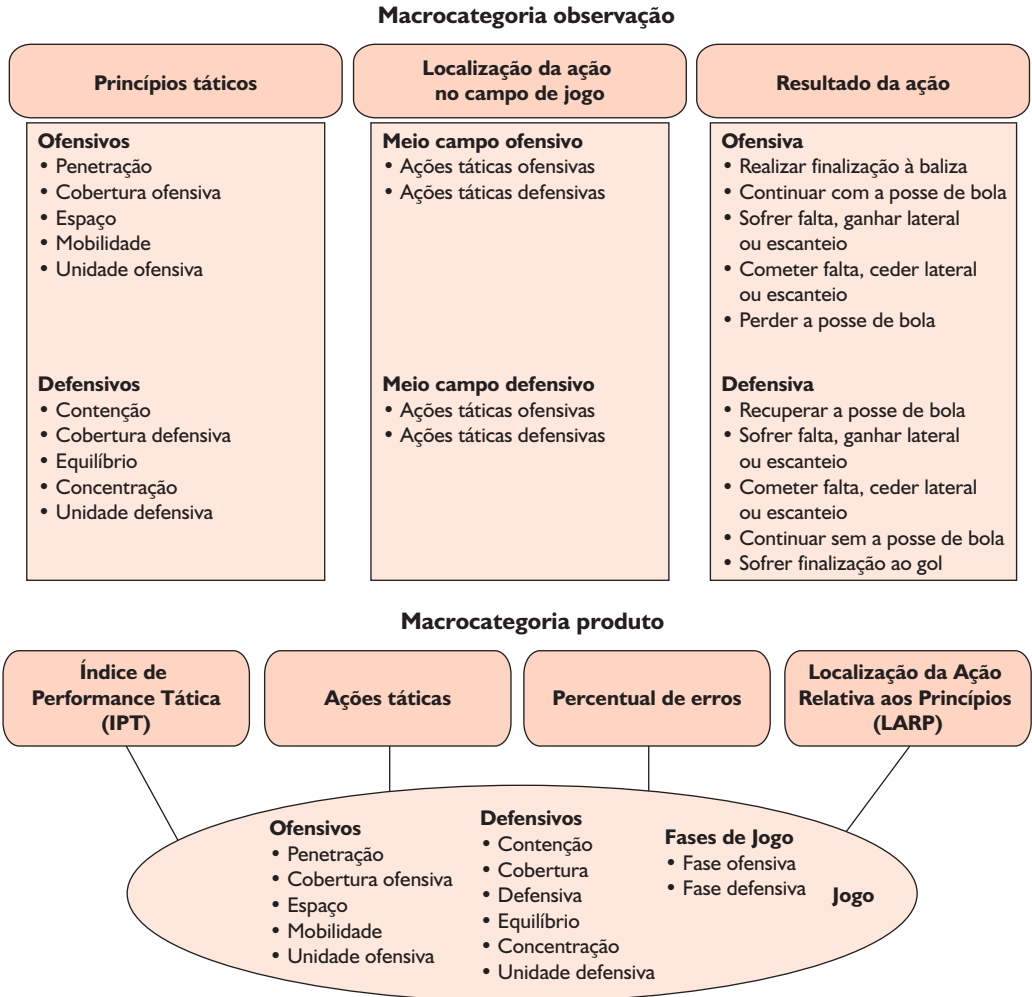 Macrocategoria observação
Princípios táticos
Localização da ação
no campo de jogo
Resultado da ação
Ofensivos
• Penetração
• Cobertura ofensiva
• Espaço
• Mobilidade
• Unidade ofensiva
Defensivos
• Contenção
• Cobertura defensiva
• Equilíbrio
• Concentração
• Unidade defensiva
Meio campo ofensivo
• Ações táticas ofensivas
• Ações táticas defensivas
Meio campo defensivo
• Ações táticas ofensivas
• Ações táticas defensivas
Ofensiva
• Realizar finalização à baliza
• Continuar com a posse de bola
• Sofrer falta, ganhar lateral
ou escanteio
• Cometer falta, ceder lateral
ou escanteio
• Perder a posse de bola
Defensiva
• Recuperar a posse de bola
• Sofrer falta, ganhar lateral
ou escanteio
• Cometer falta, ceder lateral
ou escanteio
• Continuar sem a posse de bola
• Sofrer finalização ao gol
Macrocategoria produto
Índice de
Performance Tática
(IPT)
Ações táticas
Percentual de erros
Localização da Ação
Relativa aos Princípios
(LARP)
Ofensivos
• Penetração
• Cobertura ofensiva
• Espaço
• Mobilidade
• Unidade ofensiva
Defensivos
• Contenção
• Cobertura
• Defensiva
• Equilíbrio
• Concentração
• Unidade defensiva
Fases de Jogo
• Fase ofensiva
• Fase defensiva
Jogo